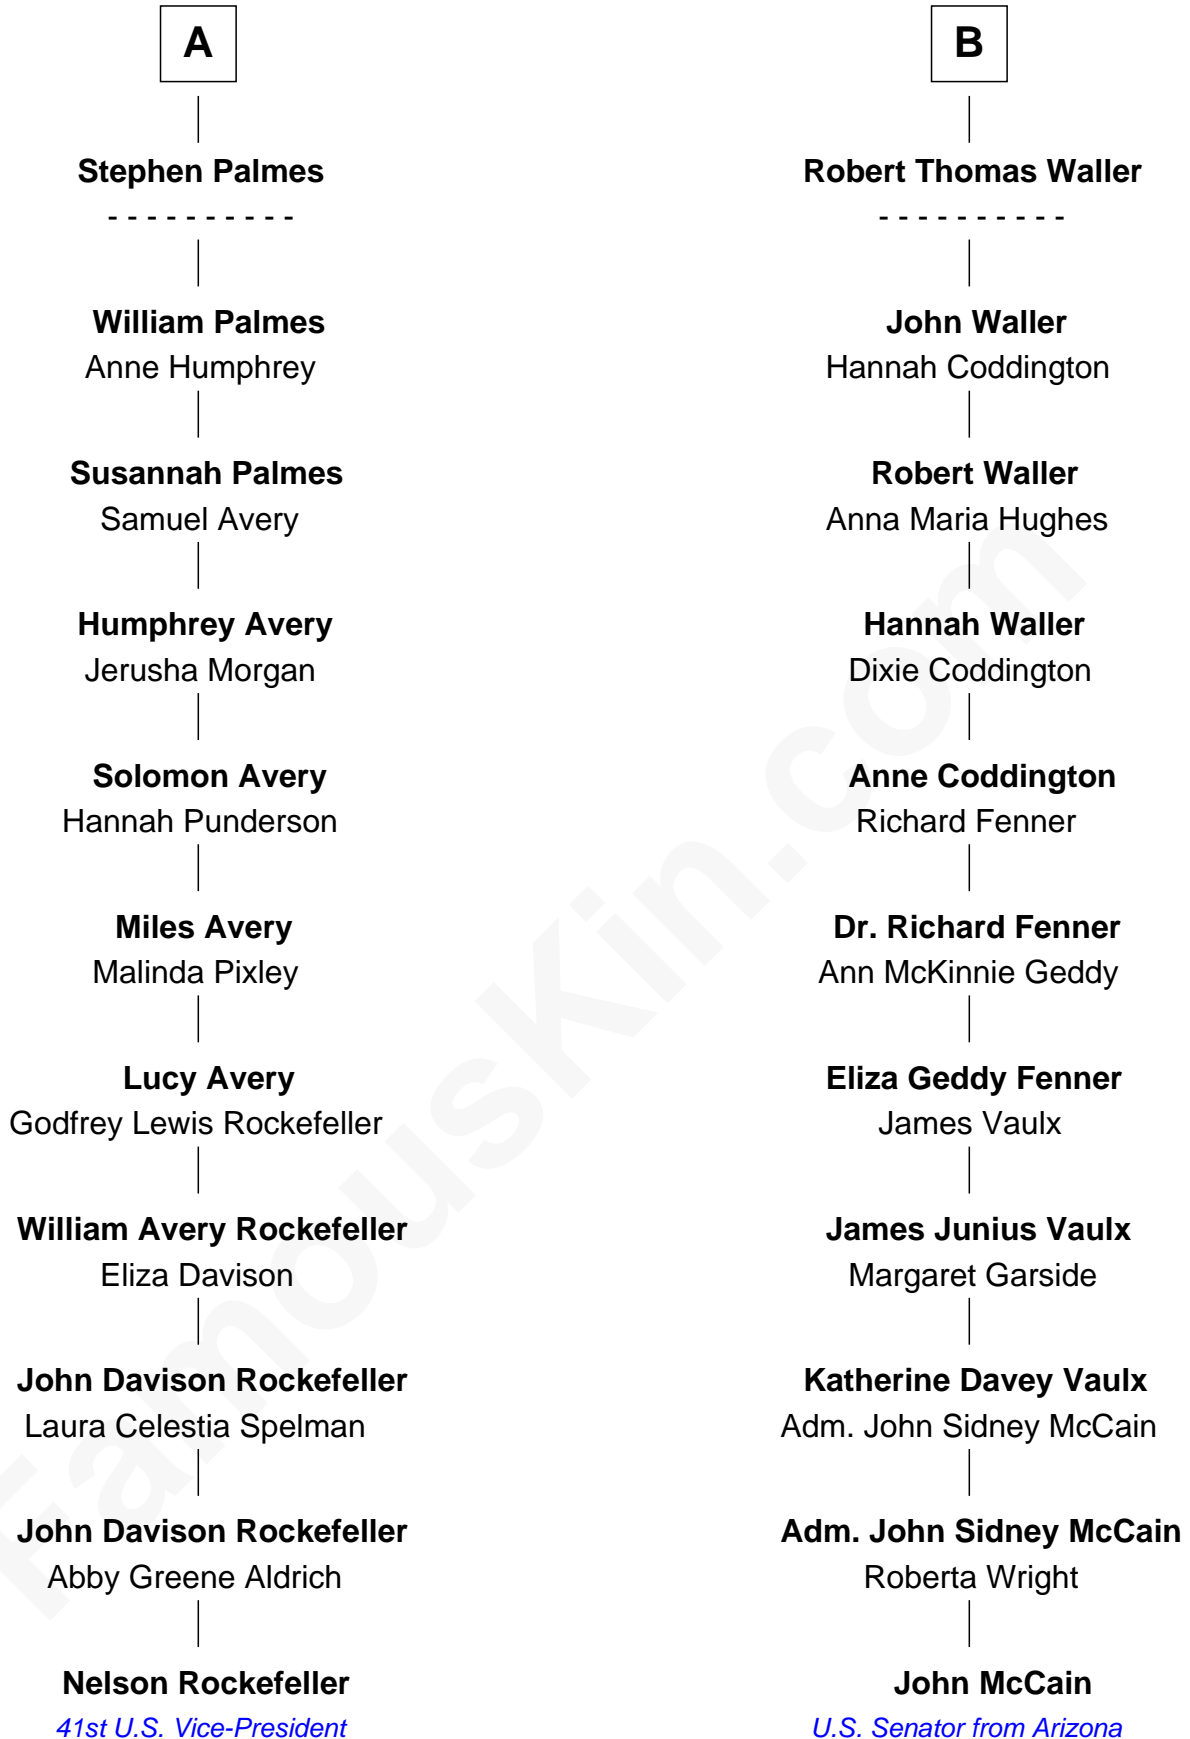 A
Stephen Palmes
- - - - - - - - - -
William Palmes
Anne Humphrey
Susannah Palmes
Samuel Avery
Humphrey Avery
Jerusha Morgan
Solomon Avery
Hannah Punderson
Miles Avery
Malinda Pixley
Lucy Avery
Godfrey Lewis Rockefeller
William Avery Rockefeller
Eliza Davison
John Davison Rockefeller
Laura Celestia Spelman
John Davison Rockefeller
Abby Greene Aldrich
Nelson Rockefeller
41st U.S. Vice-President
B
Robert Thomas Waller
- - - - - - - - - -
John Waller
Hannah Coddington
Robert Waller
Anna Maria Hughes
Hannah Waller
Dixie Coddington
Anne Coddington
Richard Fenner
Dr. Richard Fenner
Ann McKinnie Geddy
Eliza Geddy Fenner
James Vaulx
James Junius Vaulx
Margaret Garside
Katherine Davey Vaulx
Adm. John Sidney McCain
Adm. John Sidney McCain
Roberta Wright
John McCain
U.S. Senator from Arizona
FamousKin.com